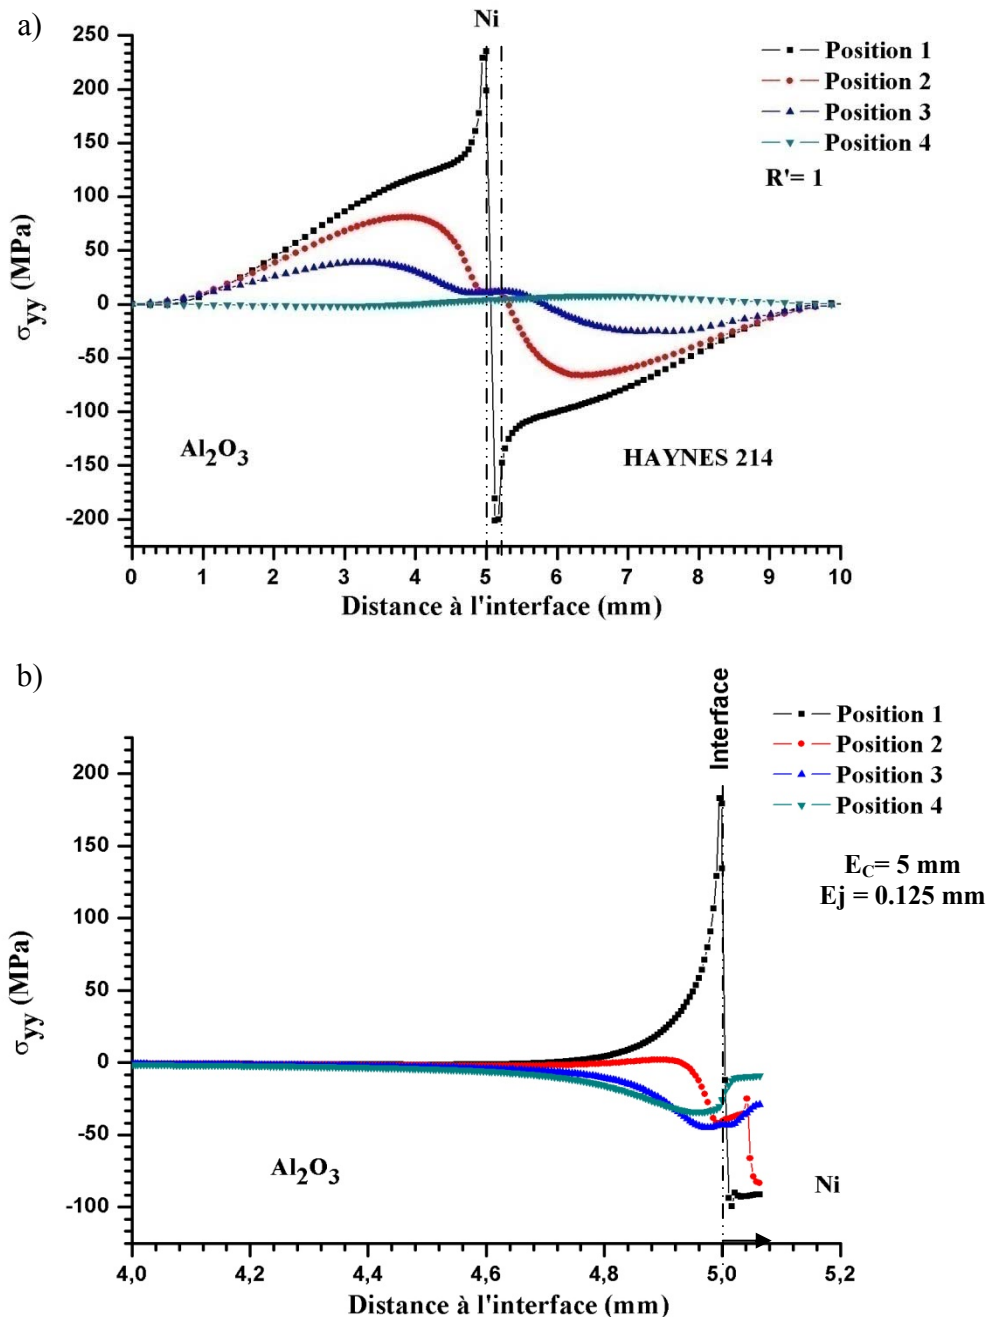 a)
Ni
Position 1
Position 2
Position 3
Position 4
R'= 1
250
200
150
100
50
0
-50
-100
-150
-200
σyy (MPa)
Al2O3
HAYNES 214
0 1 2 3 4 5 6 7 8 9 10
Distance à l'interface (mm)
b)
Interface
Position 1
Position 2
Position 3
Position 4
EC= 5 mm
Ej = 0.125 mm
200
150
100
50
0
-50
-100
σyy (MPa)
Al2O3
Ni
4,0 4,2 4,4 4,6 4,8 5,0 5,2
Distance à l'interface (mm)